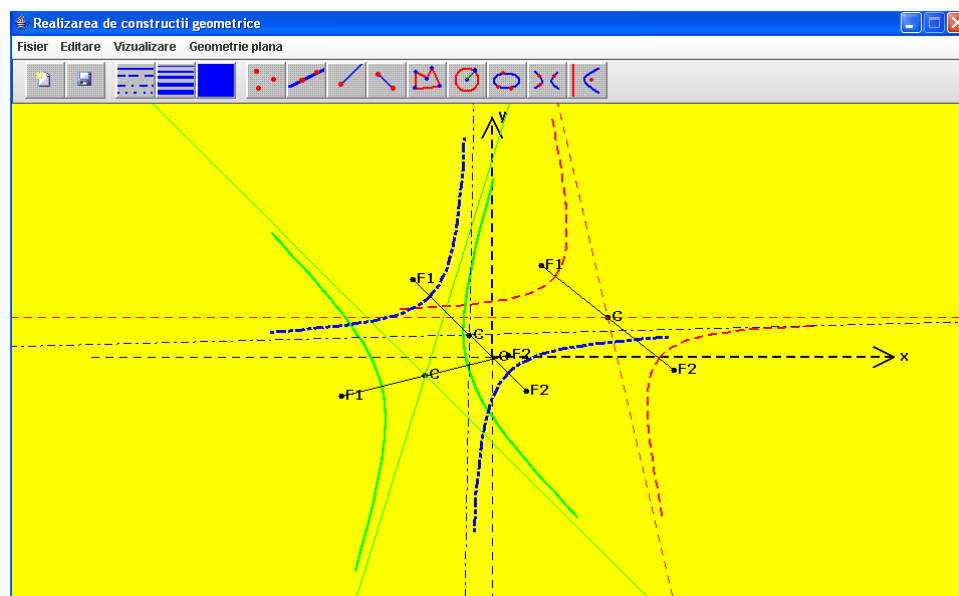 Realizarea de constructii geometrice
Fisier Editare Vizualizare Geometrie plana
y
F1
F1
C
C
O F2
x
F2
C
F2
F1